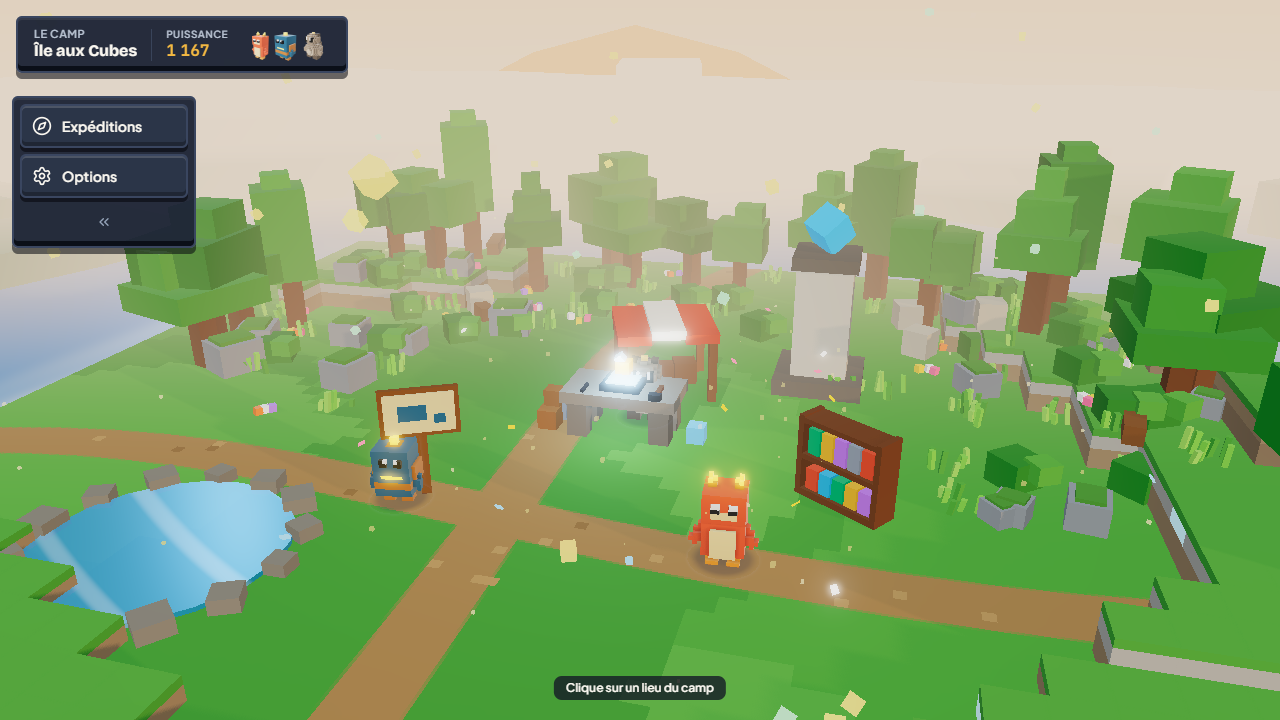 LE CAMP
Île aux Cubes
PUISSANCE
1 167
Expéditions
Options
Clique sur un lieu du camp